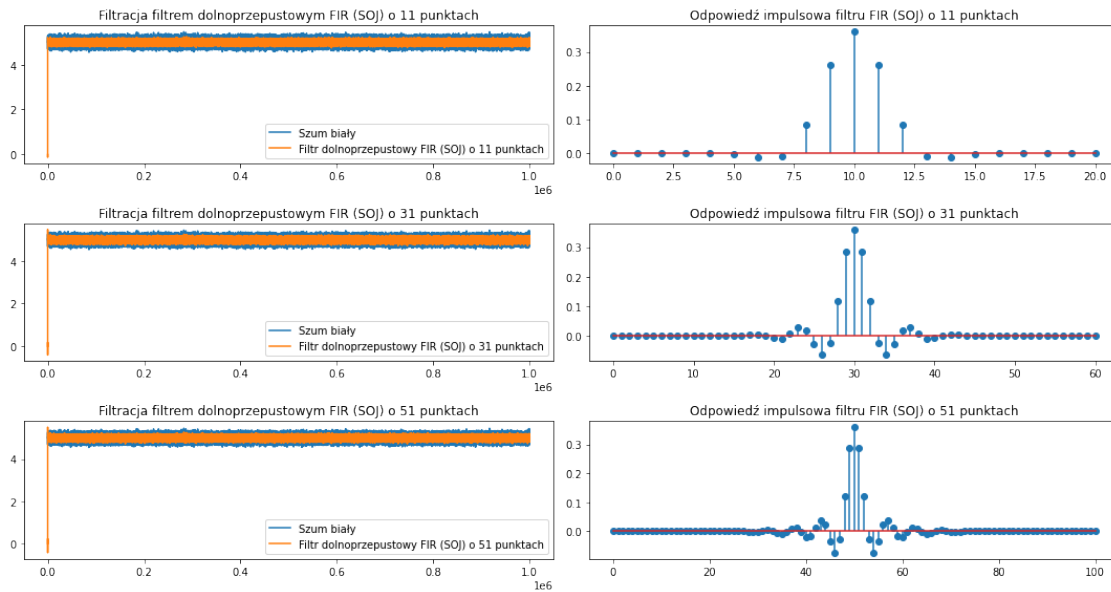 Filtracja filtrem dolnoprzepustowym FIR (SOJ) o 11 punktach
4
2
0
Szum biały
Filtr dolnoprzepustowy FIR (SOJ) o 11 punktach
0.0 0.2 0.4 0.6 0.8 1.0
1e6
Odpowiedź impulsowa filtru FIR (SOJ) o 11 punktach
0.3
0.2
0.1
0.0
0.0 2.5 5.0 7.5 10.0 12.5 15.0 17.5 20.0
Filtracja filtrem dolnoprzepustowym FIR (SOJ) o 31 punktach
4
2
0
Szum biały
Filtr dolnoprzepustowy FIR (SOJ) o 31 punktach
0.0 0.2 0.4 0.6 0.8 1.0
1e6
Odpowiedź impulsowa filtru FIR (SOJ) o 31 punktach
0.3
0.2
0.1
0.0
0 10 20 30 40 50 60
Filtracja filtrem dolnoprzepustowym FIR (SOJ) o 51 punktach
4
2
0
Szum biały
Filtr dolnoprzepustowy FIR (SOJ) o 51 punktach
0.0 0.2 0.4 0.6 0.8 1.0
1e6
Odpowiedź impulsowa filtru FIR (SOJ) o 51 punktach
0.3
0.2
0.1
0.0
0 20 40 60 80 100